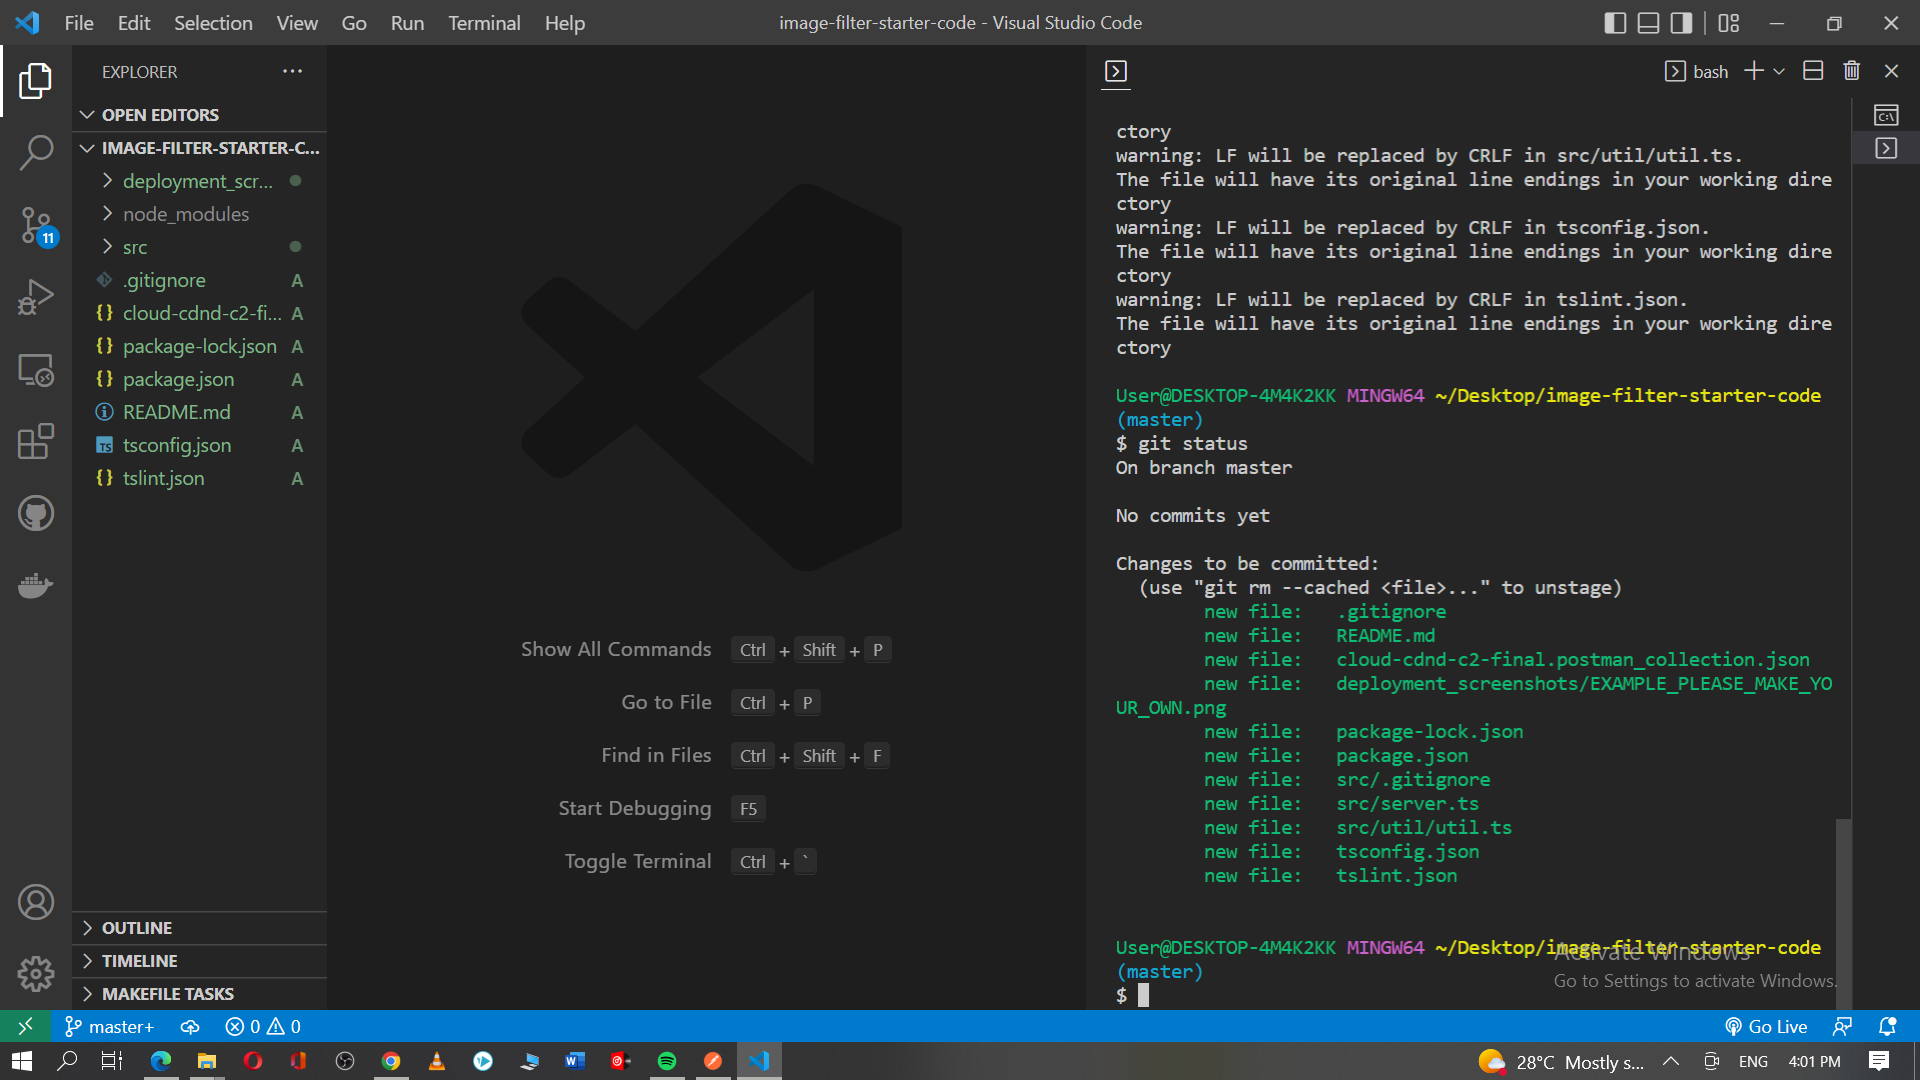 File Edit Selection View Go Run Terminal Help
image-filter-starter-code - Visual Studio Code
EXPLORER
OPEN EDITORS
IMAGE-FILTER-STARTER-C...
deployment_scr...
node_modules
src
.gitignore A
cloud-cdnd-c2-fi... A
package-lock.json A
package.json A
README.md A
tsconfig.json A
tslint.json A
11
OUTLINE
TIMELINE
MAKEFILE TASKS
Show All Commands Ctrl + Shift + P
Go to File Ctrl + P
Find in Files Ctrl + Shift + F
Start Debugging F5
Toggle Terminal Ctrl + `
bash
ctory
warning: LF will be replaced by CRLF in src/util/util.ts.
The file will have its original line endings in your working dire
ctory
warning: LF will be replaced by CRLF in tsconfig.json.
The file will have its original line endings in your working dire
ctory
warning: LF will be replaced by CRLF in tslint.json.
The file will have its original line endings in your working dire
ctory
User@DESKTOP-4M4K2KK MINGW64 ~/Desktop/image-filter-starter-code
(master)
$ git status
On branch master
No commits yet
Changes to be committed:
(use "git rm --cached <file>..." to unstage)
new file: .gitignore
new file: README.md
new file: cloud-cdnd-c2-final.postman_collection.json
new file: deployment_screenshots/EXAMPLE_PLEASE_MAKE_YO
UR_OWN.png
new file: package-lock.json
new file: package.json
new file: src/.gitignore
new file: src/server.ts
new file: src/util/util.ts
new file: tsconfig.json
new file: tslint.json
User@DESKTOP-4M4K2KK MINGW64 ~/Desktop/image-filter-starter-code
(master)
$
Activate Windows
Go to Settings to activate Windows.
master+ 0 0
Go Live
28°C Mostly s... ENG 4:01 PM